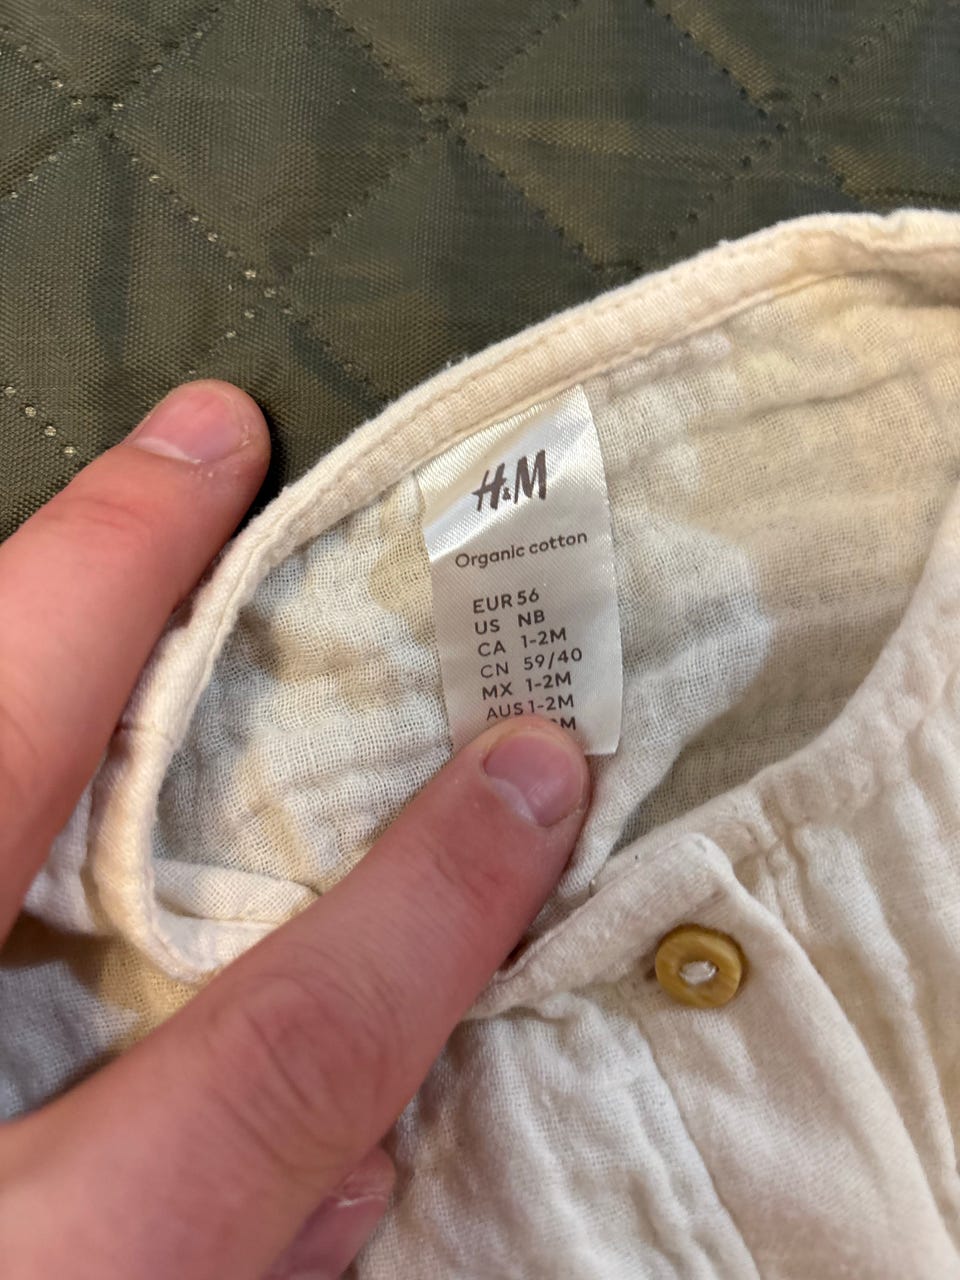 H&M
Organic cotton
EUR 56
US NB
CA 1-2M
CN 59/40
MX 1-2M
AUS 1-2M